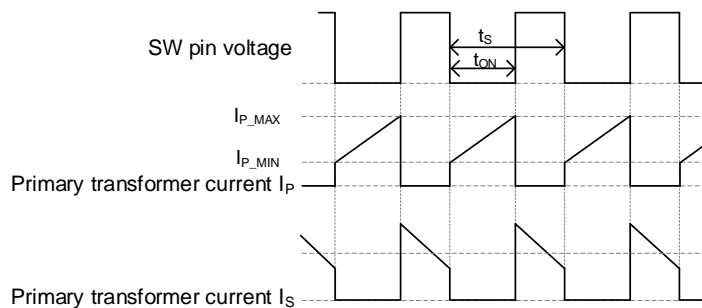 SW pin voltage
tS
tON
IP_MAX
IP_MIN
Primary transformer current IP
Primary transformer current IS